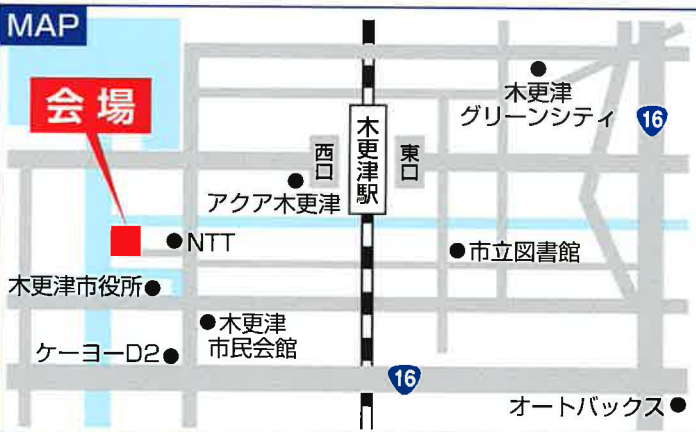 MAP
会場
木更津
グリーンシティ
16
西口
木更津駅
東口
アクア木更津
NTT
市立図書館
木更津市役所
木更津
市民会館
ケーヨーD2
16
オートバックス